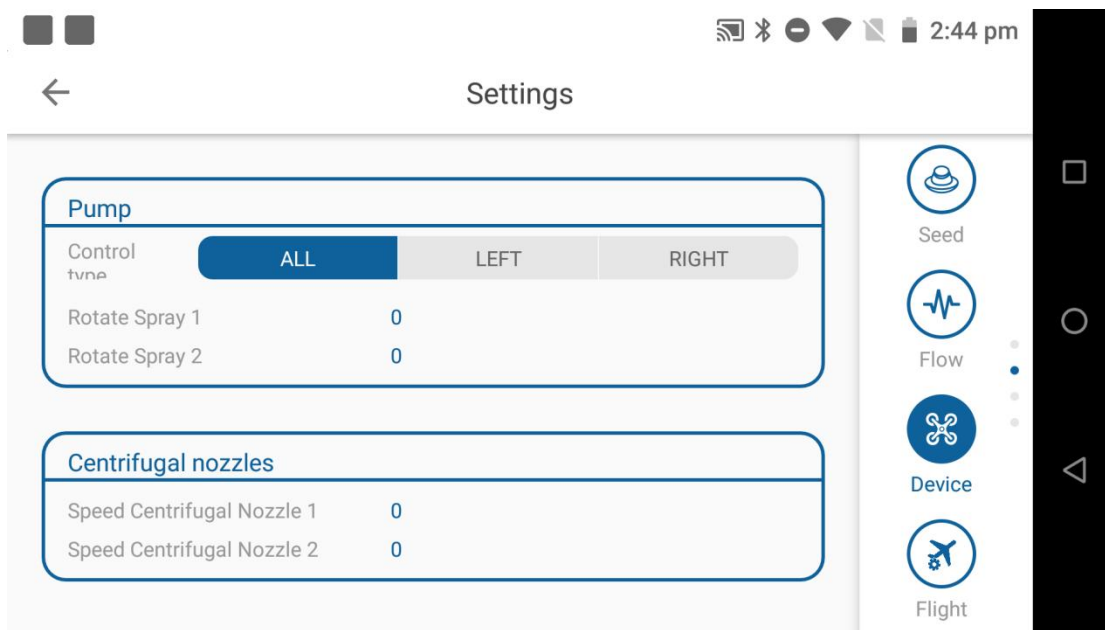 2:44 pm
Settings
Pump
Control
type
ALL
LEFT
RIGHT
Rotate Spray 1 0
Rotate Spray 2 0
Centrifugal nozzles
Speed Centrifugal Nozzle 1 0
Speed Centrifugal Nozzle 2 0
Seed
Flow
Device
Flight